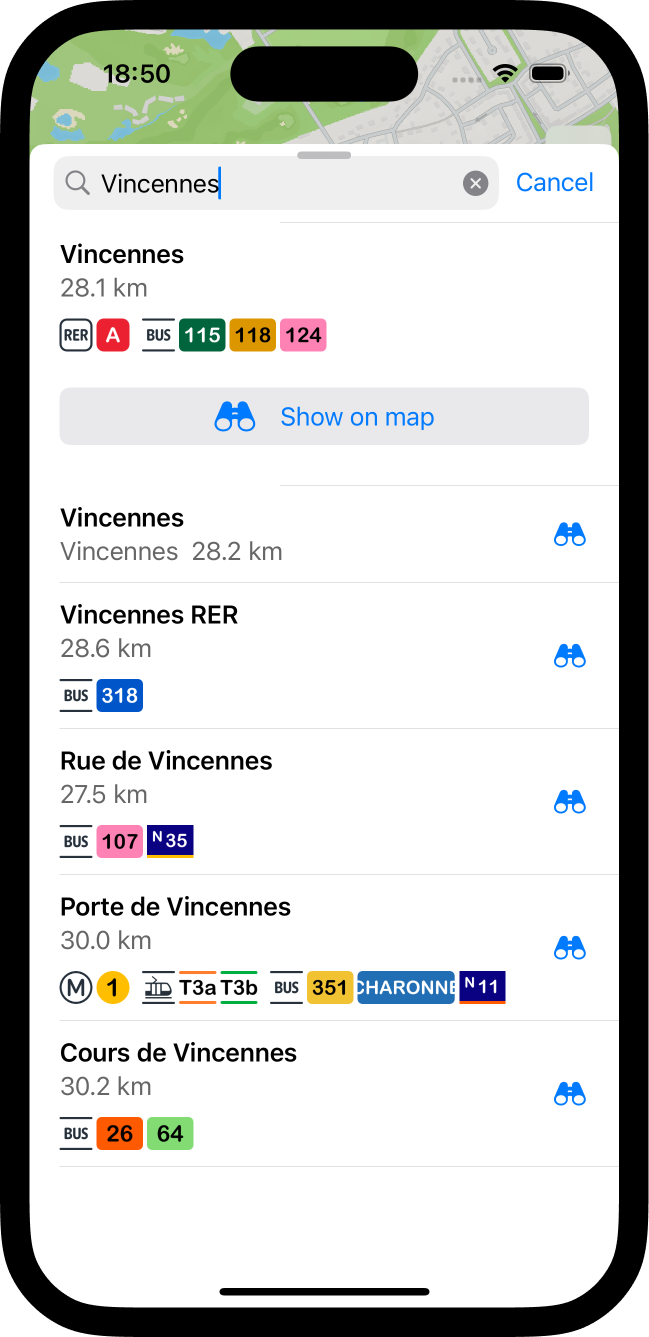 18:50
Vincennes
Cancel
Vincennes
28.1 km
RER A BUS 115 118 124
Show on map
Vincennes
Vincennes 28.2 km
Vincennes RER
28.6 km
BUS 318
Rue de Vincennes
27.5 km
BUS 107 N 35
Porte de Vincennes
30.0 km
M 1 T3a T3b BUS 351 CHARONNE N 11
Cours de Vincennes
30.2 km
BUS 26 64